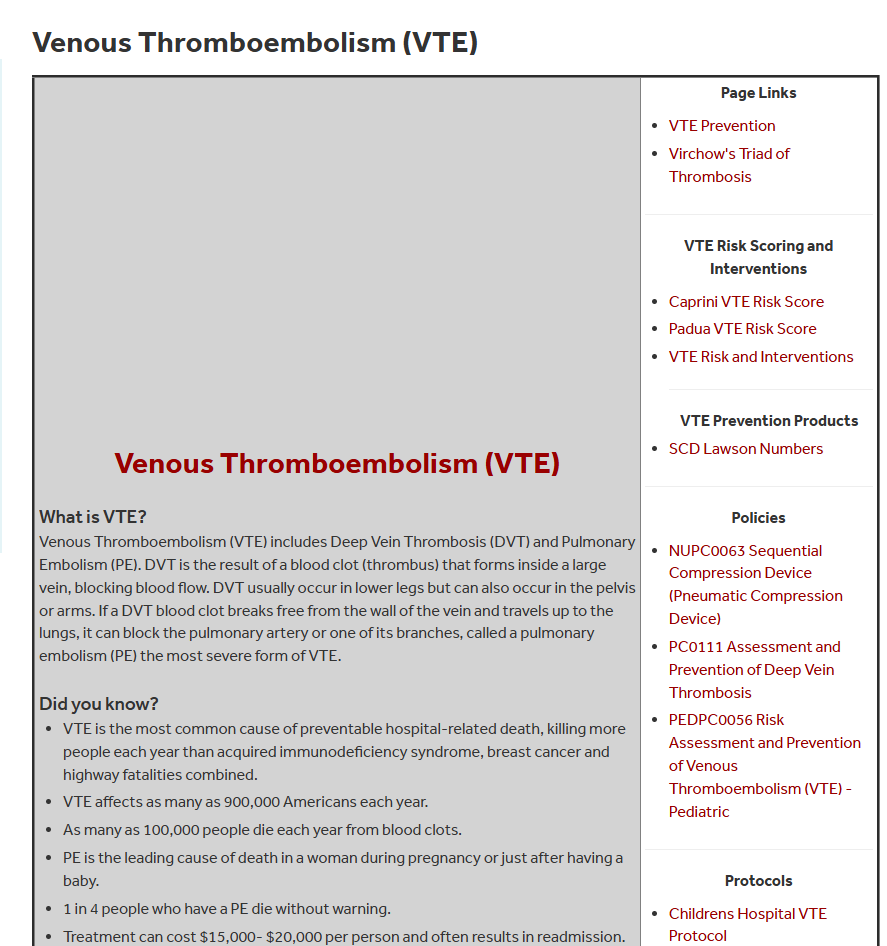 Venous Thromboembolism (VTE)
Venous Thromboembolism (VTE)
What is VTE?
Venous Thromboembolism (VTE) includes Deep Vein Thrombosis (DVT) and Pulmonary
Embolism (PE). DVT is the result of a blood clot (thrombus) that forms inside a large
vein, blocking blood flow. DVT usually occur in lower legs but can also occur in the pelvis
or arms. If a DVT blood clot breaks free from the wall of the vein and travels up to the
lungs, it can block the pulmonary artery or one of its branches, called a pulmonary
embolism (PE) the most severe form of VTE.
Did you know?
• VTE is the most common cause of preventable hospital-related death, killing more
people each year than acquired immunodeficiency syndrome, breast cancer and
highway fatalities combined.
• VTE affects as many as 900,000 Americans each year.
• As many as 100,000 people die each year from blood clots.
• PE is the leading cause of death in a woman during pregnancy or just after having a
baby.
• 1 in 4 people who have a PE die without warning.
• Treatment can cost $15,000- $20,000 per person and often results in readmission.
Page Links
• VTE Prevention
• Virchow's Triad of
Thrombosis
VTE Risk Scoring and
Interventions
• Caprini VTE Risk Score
• Padua VTE Risk Score
• VTE Risk and Interventions
VTE Prevention Products
• SCD Lawson Numbers
Policies
• NUPC0063 Sequential
Compression Device
(Pneumatic Compression
Device)
• PC0111 Assessment and
Prevention of Deep Vein
Thrombosis
• PEDPC0056 Risk
Assessment and Prevention
of Venous
Thromboembolism (VTE) -
Pediatric
Protocols
• Childrens Hospital VTE
Protocol